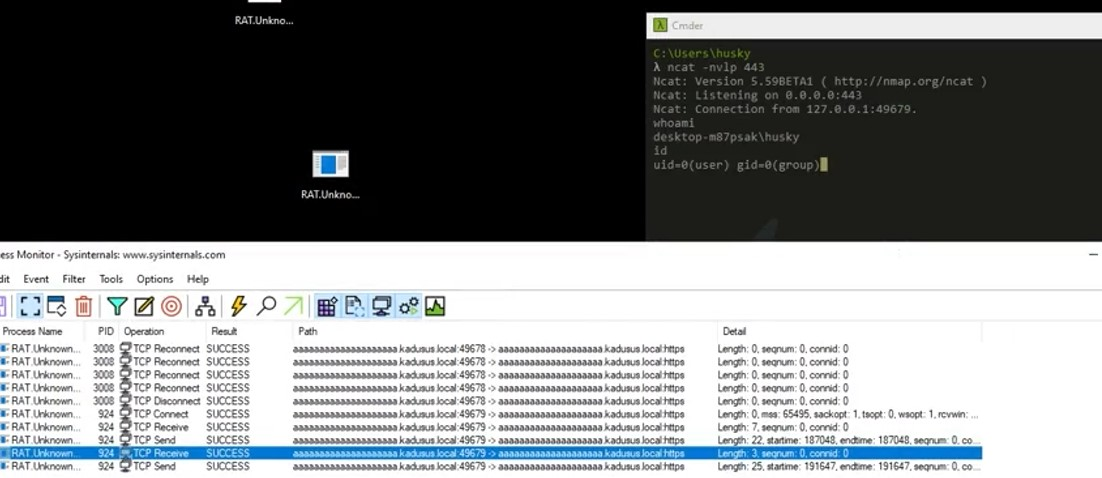 RAT.Unkno...
Cmder
C:\Users\husky
λ ncat -nvlp 443
Ncat: Version 5.59BETA1 ( http://nmap.org/ncat )
Ncat: Listening on 0.0.0.0:443
Ncat: Connection from 127.0.0.1:49679.
whoami
desktop-m87psak\husky
id
uid=0(user) gid=0(group)
RAT.Unkno...
ess Monitor - Sysinternals: www.sysinternals.com
dit Event Filter Tools Options Help
Process Name PID Operation Result Path Detail
RAT.Unknown... 3008 TCP Reconnect SUCCESS aaaaaaaaaaaaaaaaaaaa.kadusus.local:49678 -> aaaaaaaaaaaaaaaaaaaa.kadusus.local:https Length: 0, seqnum: 0, connid: 0
RAT.Unknown... 3008 TCP Reconnect SUCCESS aaaaaaaaaaaaaaaaaaaa.kadusus.local:49678 -> aaaaaaaaaaaaaaaaaaaa.kadusus.local:https Length: 0, seqnum: 0, connid: 0
RAT.Unknown... 3008 TCP Reconnect SUCCESS aaaaaaaaaaaaaaaaaaaa.kadusus.local:49678 -> aaaaaaaaaaaaaaaaaaaa.kadusus.local:https Length: 0, seqnum: 0, connid: 0
RAT.Unknown... 3008 TCP Reconnect SUCCESS aaaaaaaaaaaaaaaaaaaa.kadusus.local:49678 -> aaaaaaaaaaaaaaaaaaaa.kadusus.local:https Length: 0, seqnum: 0, connid: 0
RAT.Unknown... 3008 TCP Disconnect SUCCESS aaaaaaaaaaaaaaaaaaaa.kadusus.local:49678 -> aaaaaaaaaaaaaaaaaaaa.kadusus.local:https Length: 0, seqnum: 0, connid: 0
RAT.Unknown... 924 TCP Connect SUCCESS aaaaaaaaaaaaaaaaaaaa.kadusus.local:49679 -> aaaaaaaaaaaaaaaaaaaa.kadusus.local:https Length: 0, mss: 65495, sackopt: 1, tsopt: 0, wsopt: 1, rcvwin: ...
RAT.Unknown... 924 TCP Receive SUCCESS aaaaaaaaaaaaaaaaaaaa.kadusus.local:49679 -> aaaaaaaaaaaaaaaaaaaa.kadusus.local:https Length: 7, seqnum: 0, connid: 0
RAT.Unknown... 924 TCP Send SUCCESS aaaaaaaaaaaaaaaaaaaa.kadusus.local:49679 -> aaaaaaaaaaaaaaaaaaaa.kadusus.local:https Length: 22, startime: 187048, endtime: 187048, seqnum: 0, co...
RAT.Unknown... 924 TCP Receive SUCCESS aaaaaaaaaaaaaaaaaaaa.kadusus.local:49679 -> aaaaaaaaaaaaaaaaaaaa.kadusus.local:https Length: 3, seqnum: 0, connid: 0
RAT.Unknown... 924 TCP Send SUCCESS aaaaaaaaaaaaaaaaaaaa.kadusus.local:49679 -> aaaaaaaaaaaaaaaaaaaa.kadusus.local:https Length: 25, startime: 191647, endtime: 191647, seqnum: 0, co...